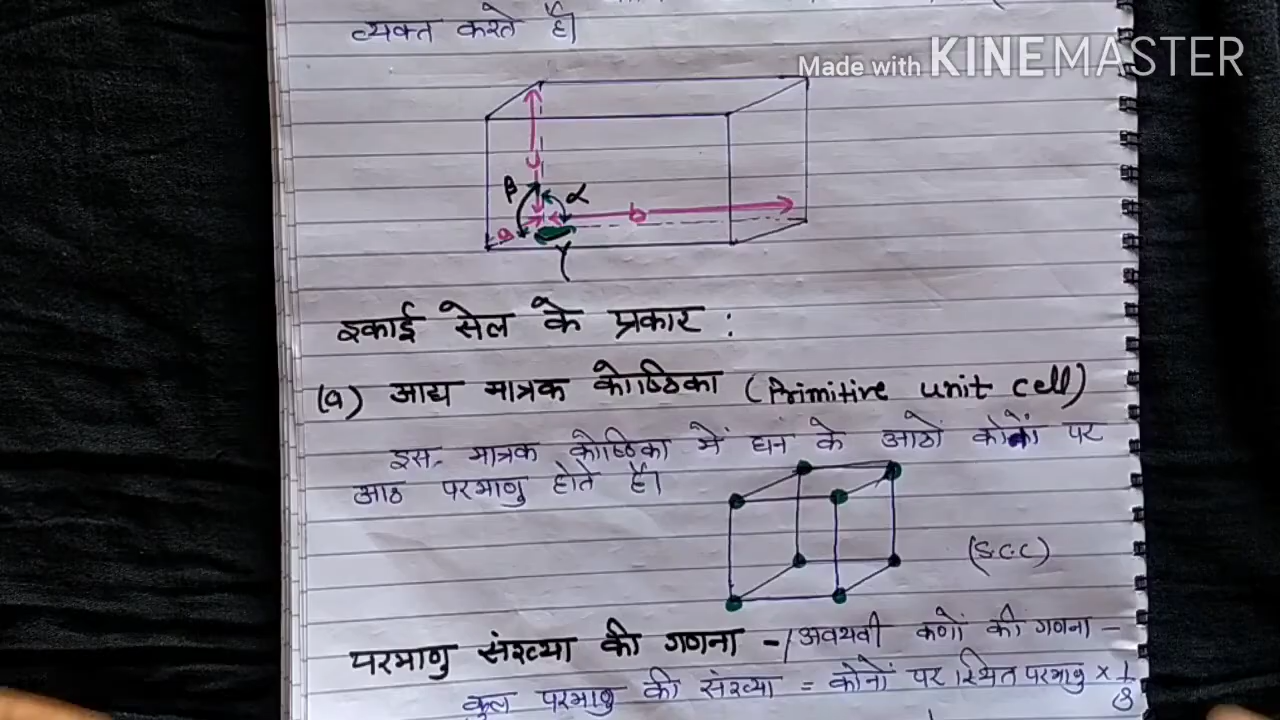 व्यक्त करते हैं।
Made with KINEMASTER
β α
a b
γ
इकाई सेल के प्रकार :
(a) आद्य मात्रक कोष्ठिका (Primitive unit cell)
इस मात्रक कोष्ठिका में घन के आठों कोनों पर
आठ परमाणु होते हैं।
(S.C.C)
परमाणु संख्या की गणना -/अवयवी कणों की गणना -
कुल परमाणु की संख्या = कोनों पर स्थित परमाणु × 1/8